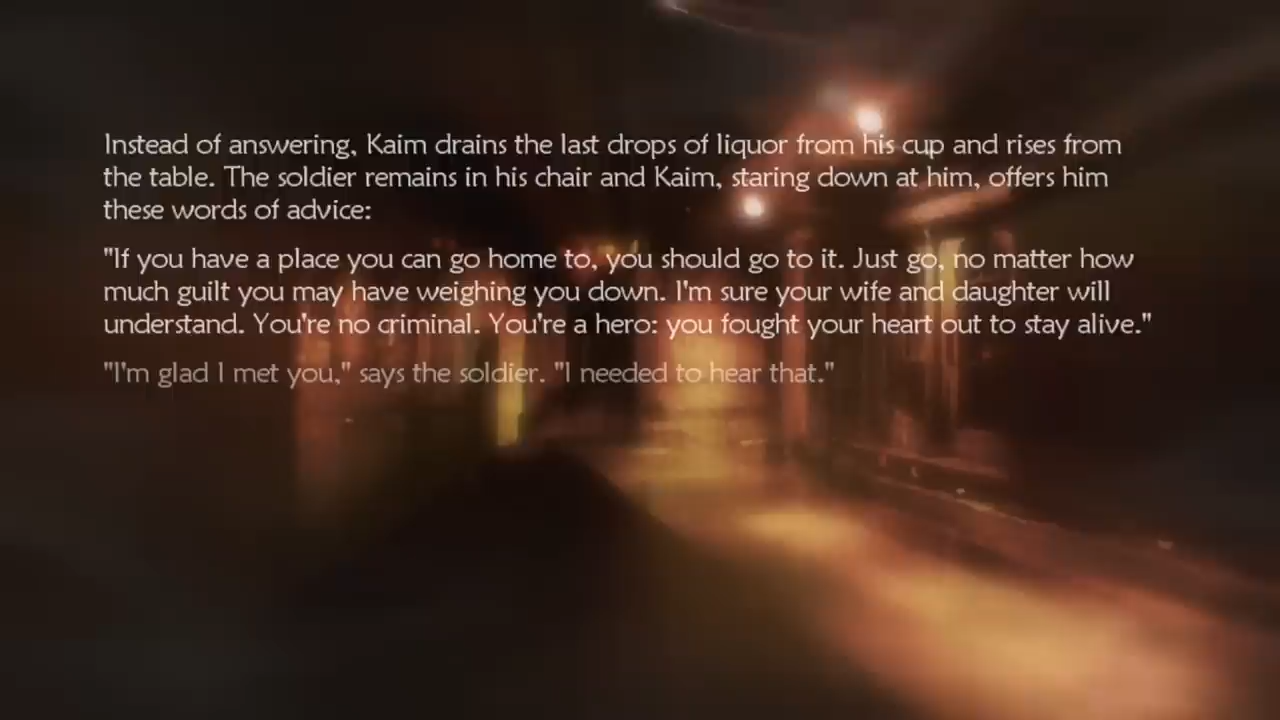 Instead of answering, Kaim drains the last drops of liquor from his cup and rises from
the table. The soldier remains in his chair and Kaim, staring down at him, offers him
these words of advice:
"If you have a place you can go home to, you should go to it. Just go, no matter how
much guilt you may have weighing you down. I'm sure your wife and daughter will
understand. You're no criminal. You're a hero: you fought your heart out to stay alive."
"I'm glad I met you," says the soldier. "I needed to hear that."